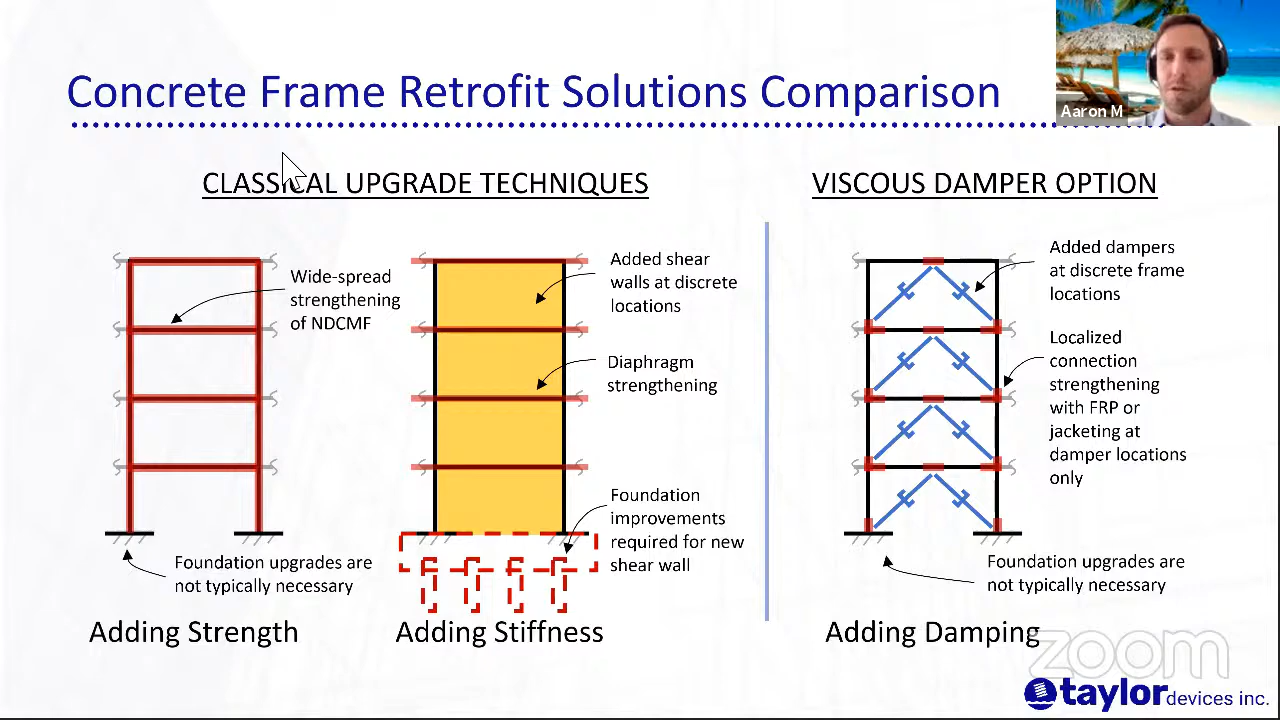 Concrete Frame Retrofit Solutions Comparison
Aaron M
CLASSICAL UPGRADE TECHNIQUES
VISCOUS DAMPER OPTION
Wide-spread
strengthening
of NDCMF
Foundation upgrades are
not typically necessary
Adding Strength
Added shear
walls at discrete
locations
Diaphragm
strengthening
Foundation
improvements
required for new
shear wall
Adding Stiffness
Added dampers
at discrete frame
locations
Localized
connection
strengthening
with FRP or
jacketing at
damper locations
only
Foundation upgrades are
not typically necessary
Adding Damping
zoom
taylor devices inc.